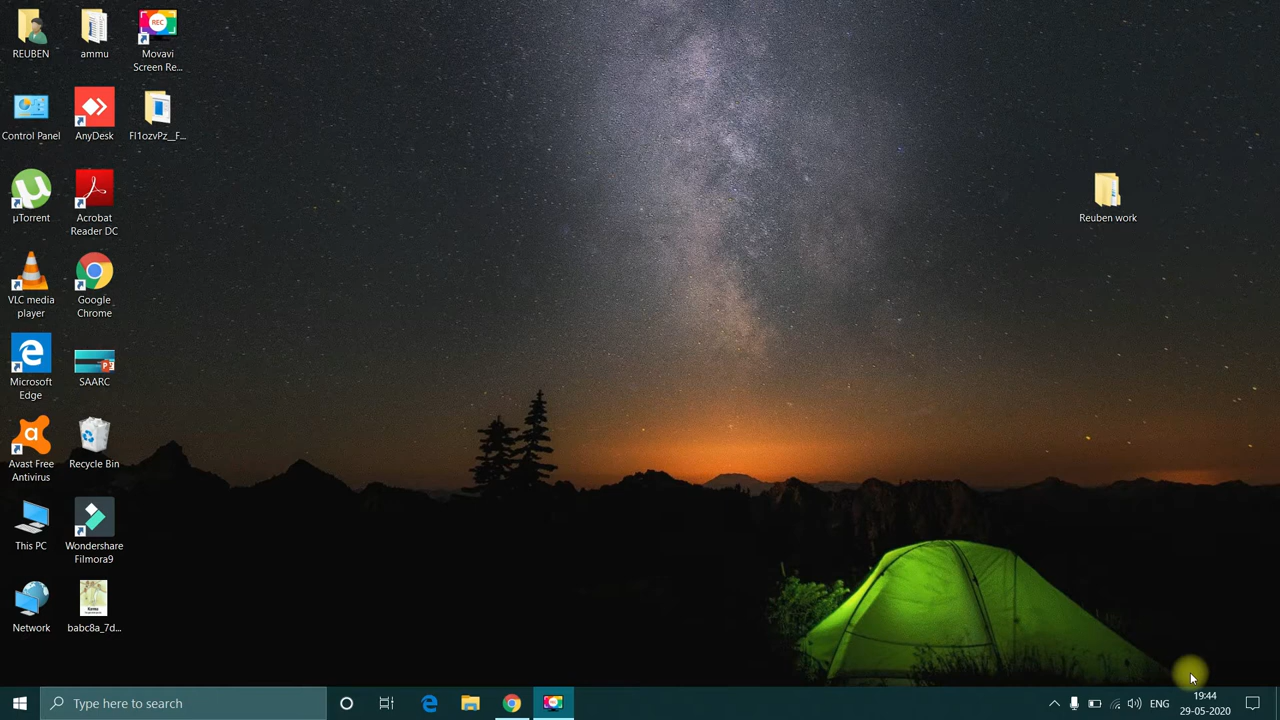 REUBEN
ammu
REC
Movavi
Screen Re...
Control Panel
AnyDesk
FI1ozvPz__F...
µTorrent
Acrobat
Reader DC
Reuben work
VLC media
player
Google
Chrome
Microsoft
Edge
SAARC
Avast Free
Antivirus
Recycle Bin
This PC
Wondershare
Filmora9
Network
babc8a_7d...
Type here to search
ENG
19:44
29-05-2020